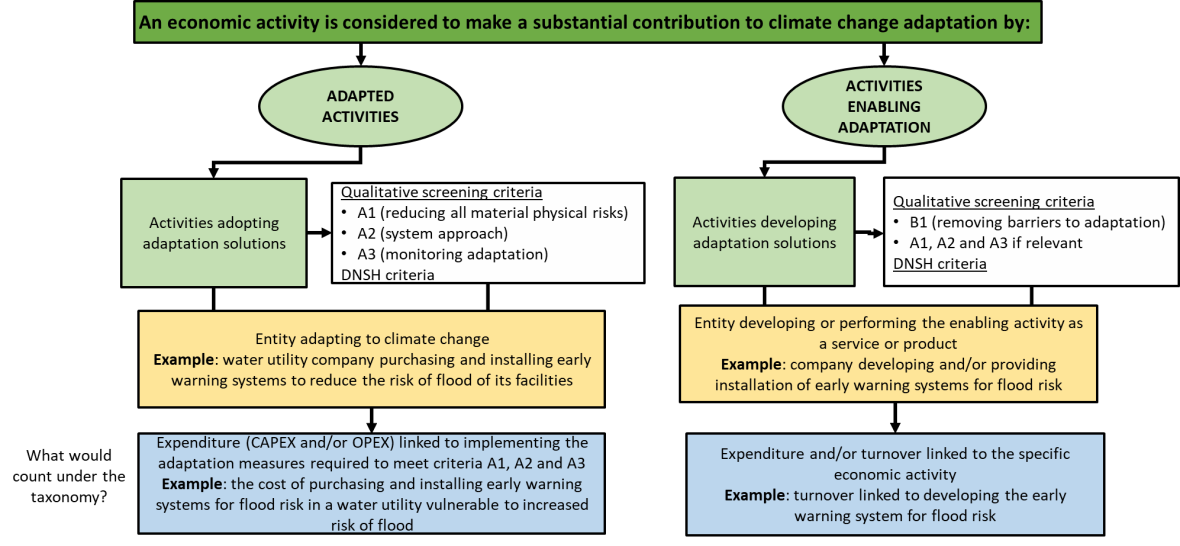 An economic activity is considered to make a substantial contribution to climate change adaptation by:
ADAPTED
ACTIVITIES
ACTIVITIES
ENABLING
ADAPTATION
Activities adopting
adaptation solutions
Qualitative screening criteria
• A1 (reducing all material physical risks)
• A2 (system approach)
• A3 (monitoring adaptation)
DNSH criteria
Activities developing
adaptation solutions
Qualitative screening criteria
• B1 (removing barriers to adaptation)
• A1, A2 and A3 if relevant
DNSH criteria
Entity adapting to climate change
Example: water utility company purchasing and installing early
warning systems to reduce the risk of flood of its facilities
Entity developing or performing the enabling activity as
a service or product
Example: company developing and/or providing
installation of early warning systems for flood risk
What would
count under the
taxonomy?
Expenditure (CAPEX and/or OPEX) linked to implementing the
adaptation measures required to meet criteria A1, A2 and A3
Example: the cost of purchasing and installing early warning
systems for flood risk in a water utility vulnerable to increased
risk of flood
Expenditure and/or turnover linked to the specific
economic activity
Example: turnover linked to developing the early
warning system for flood risk